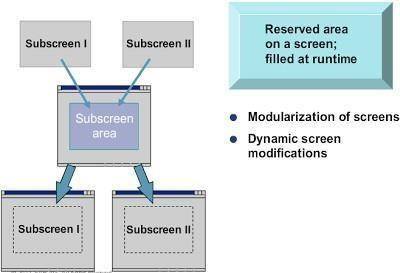 Subscreen I
Subscreen II
Reserved area
on a screen;
filled at runtime
Subscreen
area
Modularization of screens
Dynamic screen
modifications
Subscreen I
Subscreen II